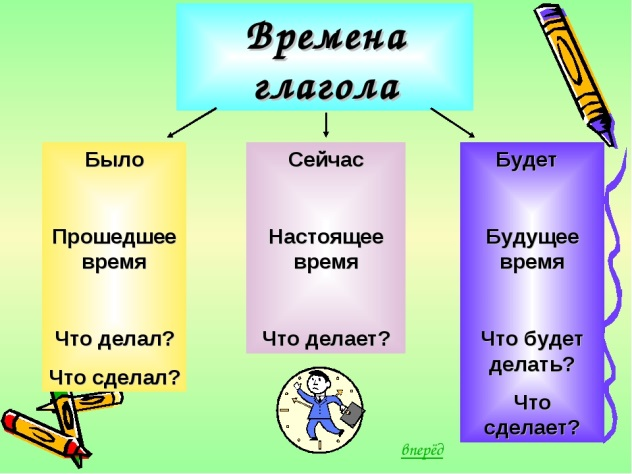 Времена
глагола
Было
Прошедшее
время
Что делал?
Что сделал?
Сейчас
Настоящее
время
Что делает?
Будет
Будущее
время
Что будет
делать?
Что
сделает?
вперёд